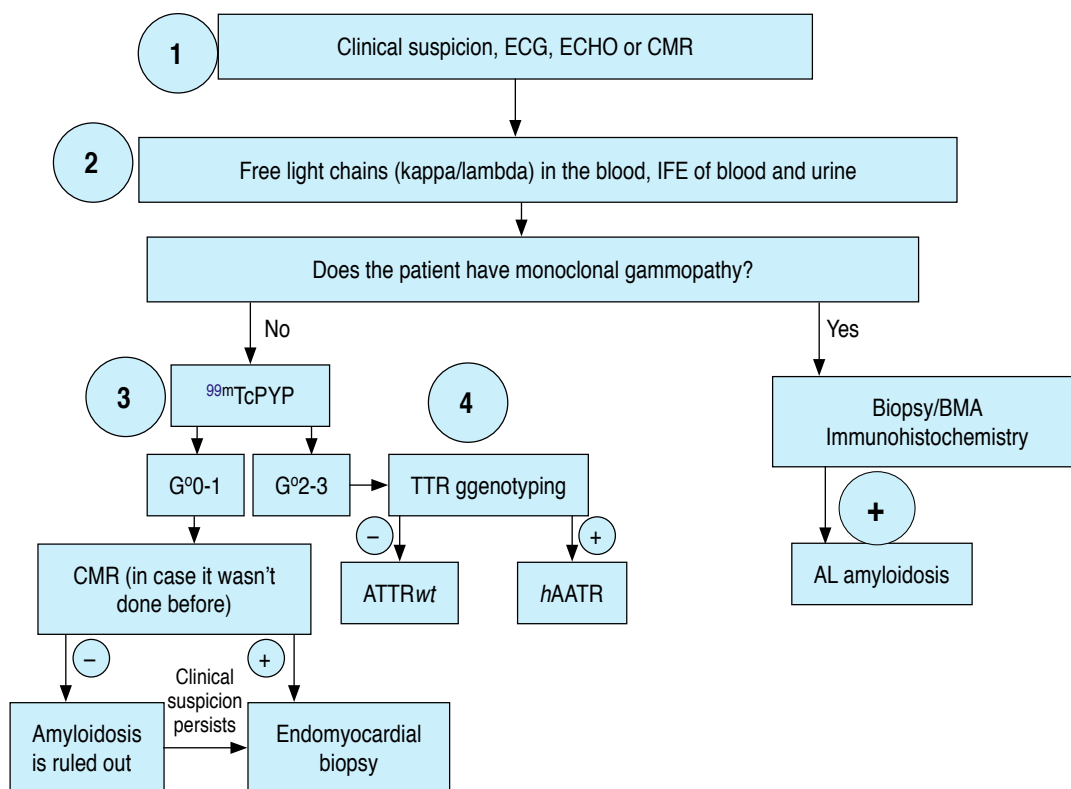 1
Clinical suspicion, ECG, ECHO or CMR
2
Free light chains (kappa/lambda) in the blood, IFE of blood and urine
Does the patient have monoclonal gammopathy?
No
Yes
3
99mTcPYP
4
Biopsy/BMA
Immunohistochemistry
Gº0-1
Gº2-3
TTR ggenotyping
+
–
+
CMR (in case it wasn't
done before)
ATTRwt
hAATR
AL amyloidosis
–
+
Clinical
suspicion
persists
Amyloidosis
is ruled out
Endomyocardial
biopsy